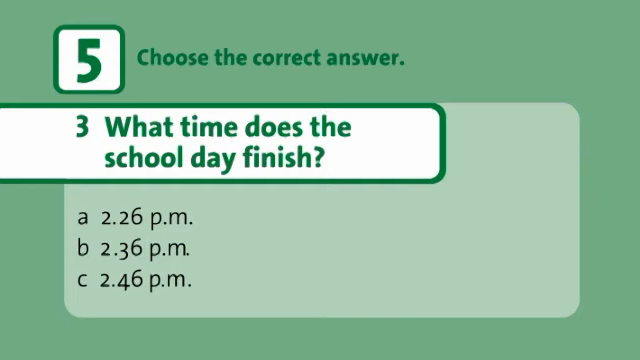 5 Choose the correct answer.
3 What time does the
school day finish?
a 2.26 p.m.
b 2.36 p.m.
c 2.46 p.m.